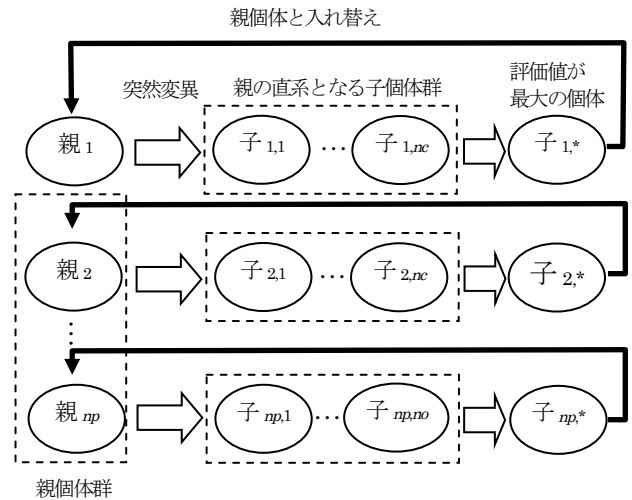 親個体と入れ替え
突然変異 親の直系となる子個体群 評価値が
最大の個体
親 1 子 1,1 … 子 1,nc 子 1,*
親 2 子 2,1 … 子 2,nc 子 2,*
⋮
親 np 子 np,1 … 子 np,no 子 np,*
親個体群